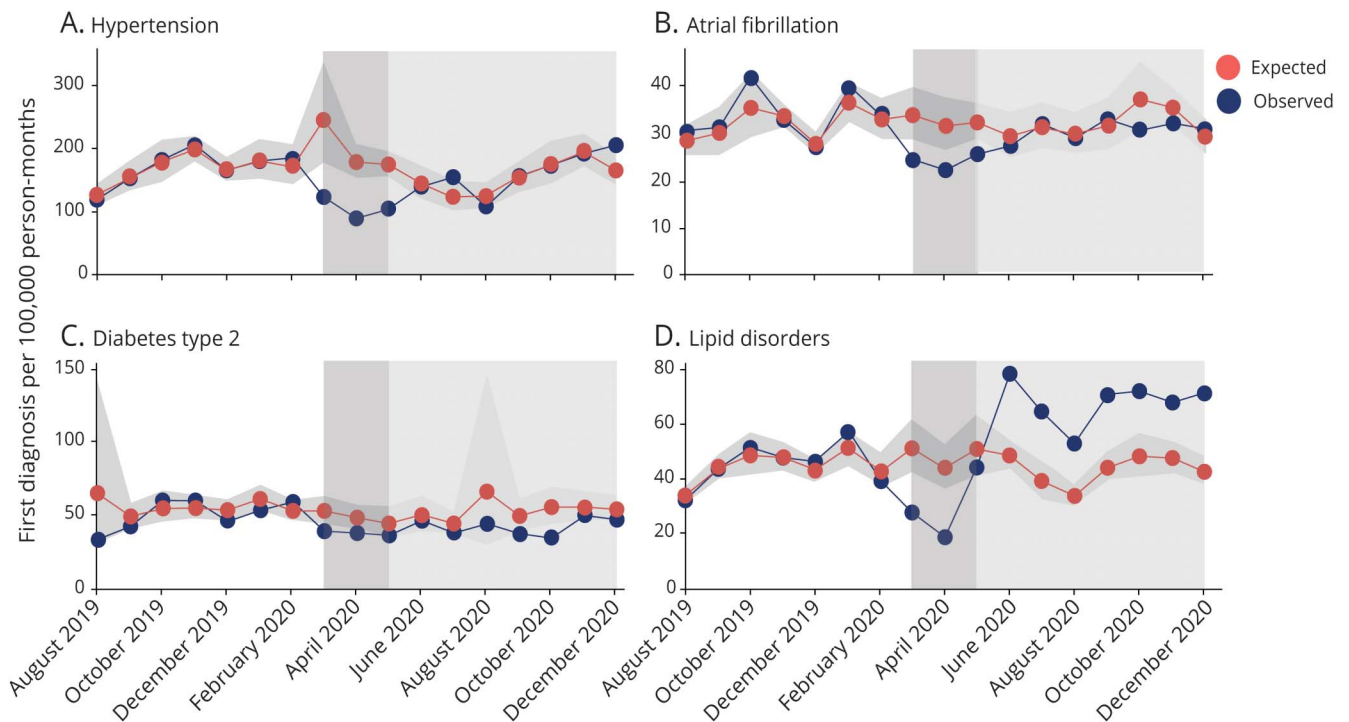 A. Hypertension
B. Atrial fibrillation
Expected
Observed
First diagnosis per 100,000 person-months
300
200
100
0
40
30
20
10
0
C. Diabetes type 2
D. Lipid disorders
150
100
50
0
80
60
40
20
0
August 2019
October 2019
December 2019
February 2020
April 2020
June 2020
August 2020
October 2020
December 2020
August 2019
October 2019
December 2019
February 2020
April 2020
June 2020
August 2020
October 2020
December 2020